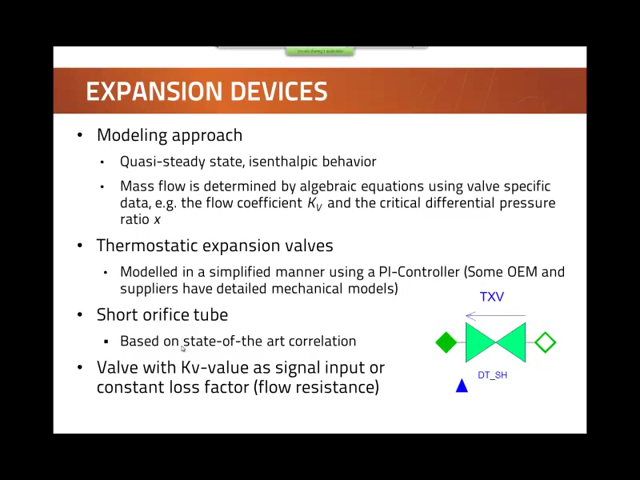 EXPANSION DEVICES
• Modeling approach
• Quasi-steady state, isenthalpic behavior
• Mass flow is determined by algebraic equations using valve specific
data, e.g. the flow coefficient Kv and the critical differential pressure
ratio x
• Thermostatic expansion valves
• Modelled in a simplified manner using a PI-Controller (Some OEM and
suppliers have detailed mechanical models)
TXV
• Short orifice tube
▪ Based on state-of-the art correlation
• Valve with Kv-value as signal input or
constant loss factor (flow resistance)
DT_SH